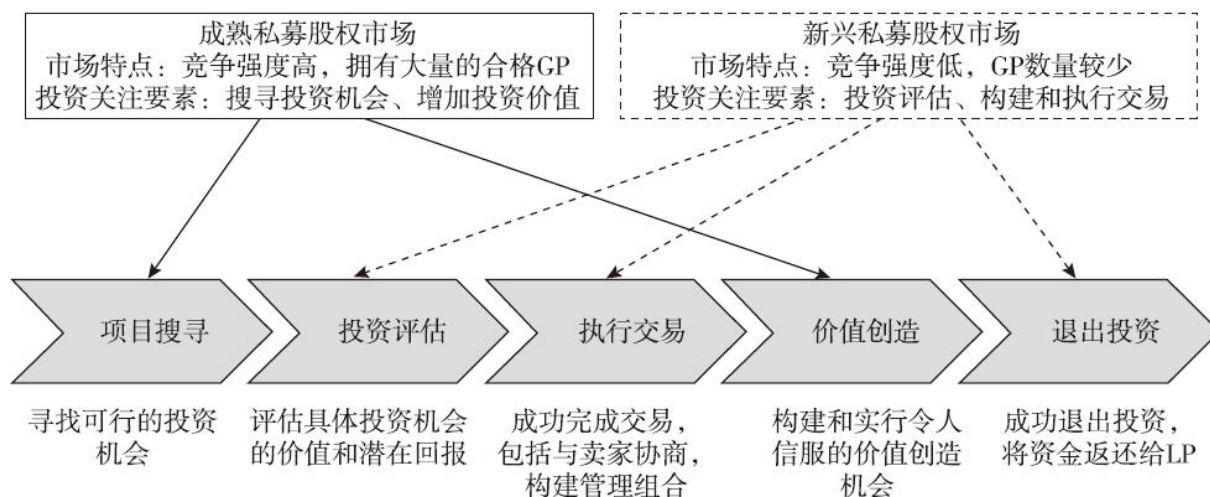 成熟私募股权市场
市场特点：竞争强度高，拥有大量的合格GP
投资关注要素：搜寻投资机会、增加投资价值
新兴私募股权市场
市场特点：竞争强度低，GP数量较少
投资关注要素：投资评估、构建和执行交易
项目搜寻
投资评估
执行交易
价值创造
退出投资
寻找可行的投资
机会
评估具体投资机会
的价值和潜在回报
成功完成交易，
包括与卖家协商，
构建管理组合
构建和实行令人
信服的价值创造
机会
成功退出投资，
将资金返还给LP